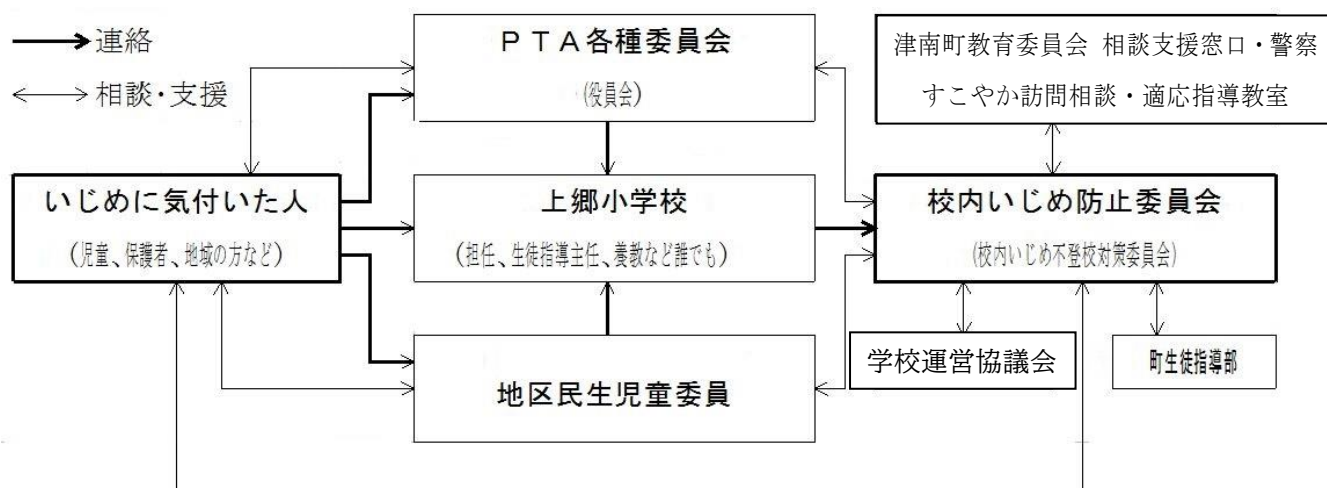 連絡
相談・支援
ＰＴＡ各種委員会
(役員会)
津南町教育委員会 相談支援窓口・警察
すこやか訪問相談・適応指導教室
いじめに気付いた人
(児童、保護者、地域の方など)
上郷小学校
(担任、生徒指導主任、養教など誰でも)
校内いじめ防止委員会
(校内いじめ不登校対策委員会)
学校運営協議会
町生徒指導部
地区民生児童委員